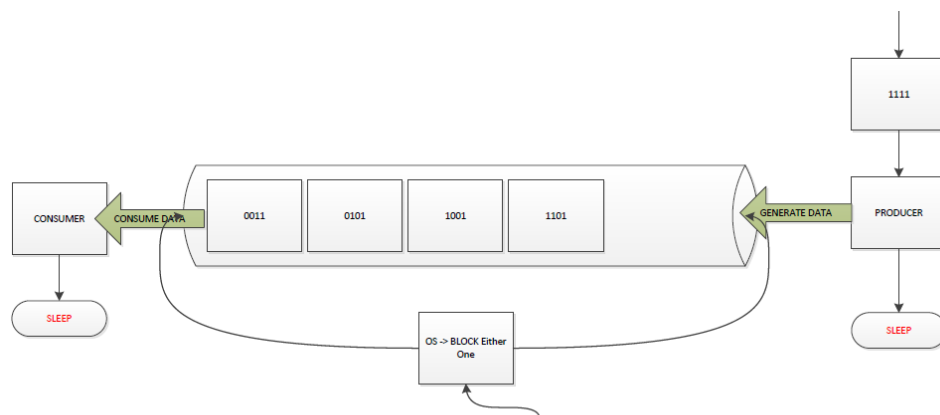 1111
CONSUMER
CONSUME DATA
0011
0101
1001
1101
GENERATE DATA
PRODUCER
SLEEP
SLEEP
OS -> BLOCK Either
One